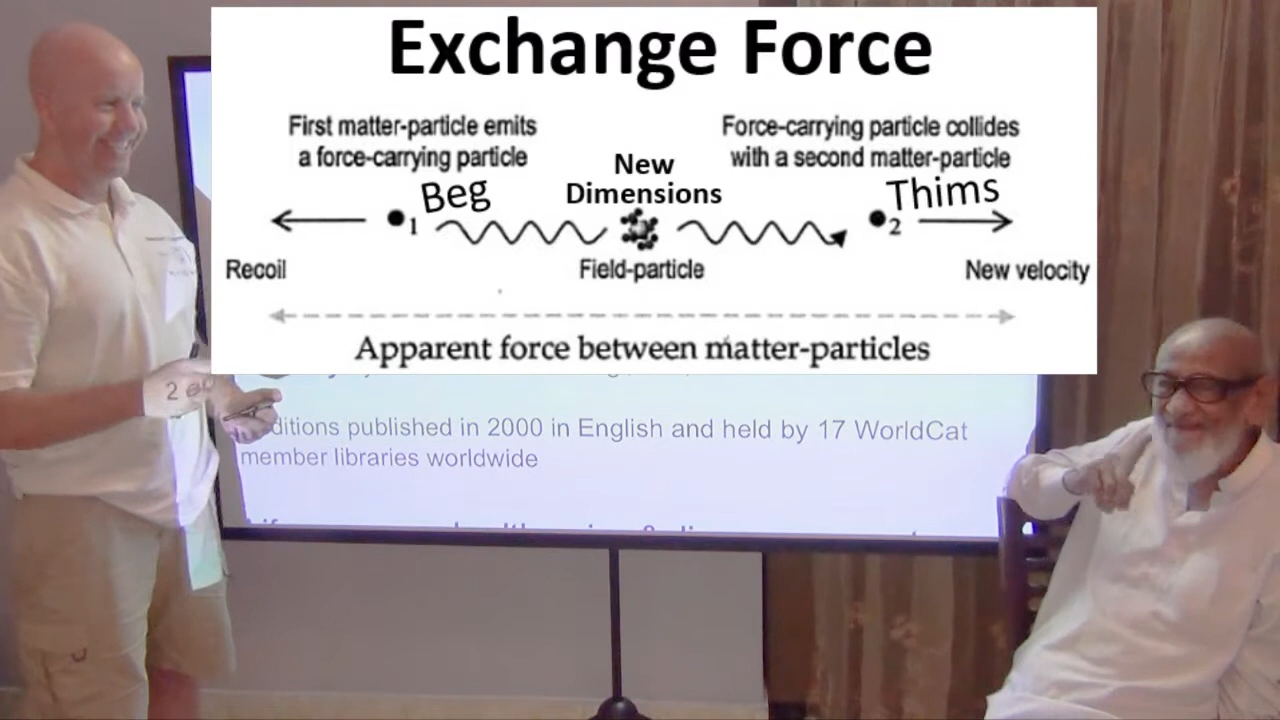 Exchange Force
First matter-particle emits
a force-carrying particle
Force-carrying particle collides
with a second matter-particle
New
Dimensions
Beg
Thims
1
2
Recoil
Field-particle
New velocity
Apparent force between matter-particles
ditions published in 2000 in English and held by 17 WorldCat
member libraries worldwide
2